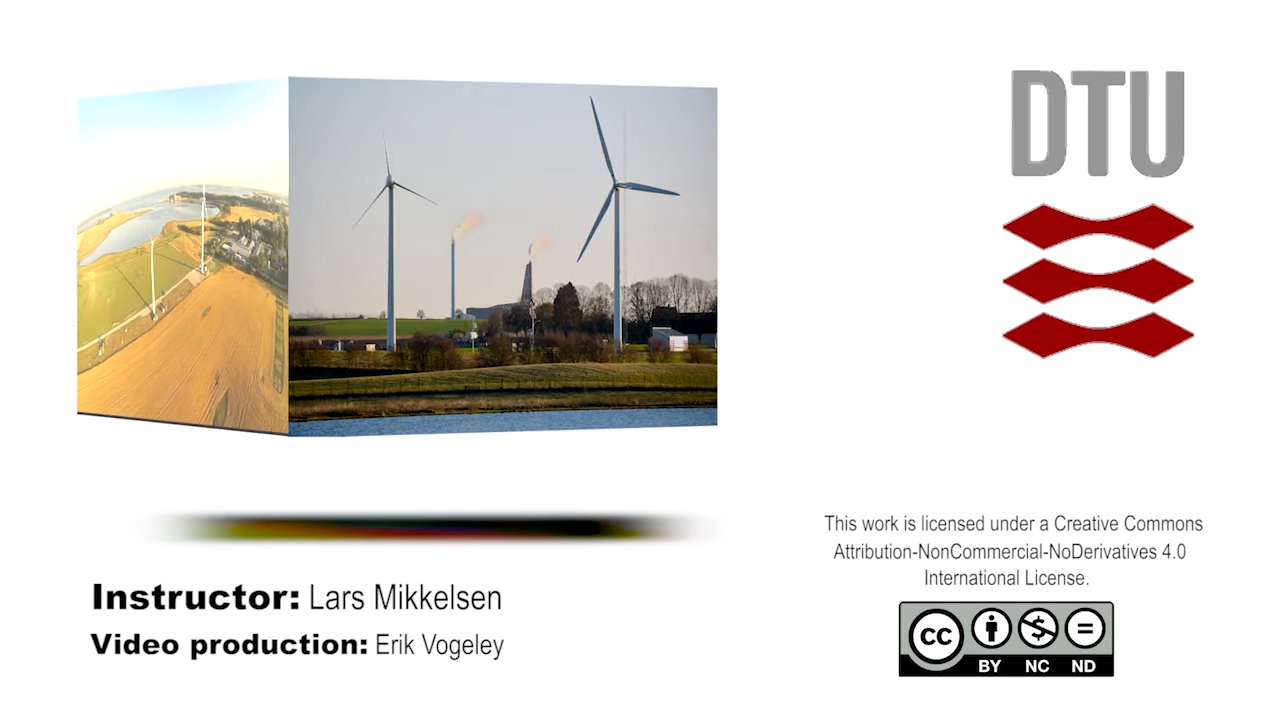 DTU
Instructor: Lars Mikkelsen
Video production: Erik Vogeley
This work is licensed under a Creative Commons
Attribution-NonCommercial-NoDerivatives 4.0
International License.
cc
BY NC ND